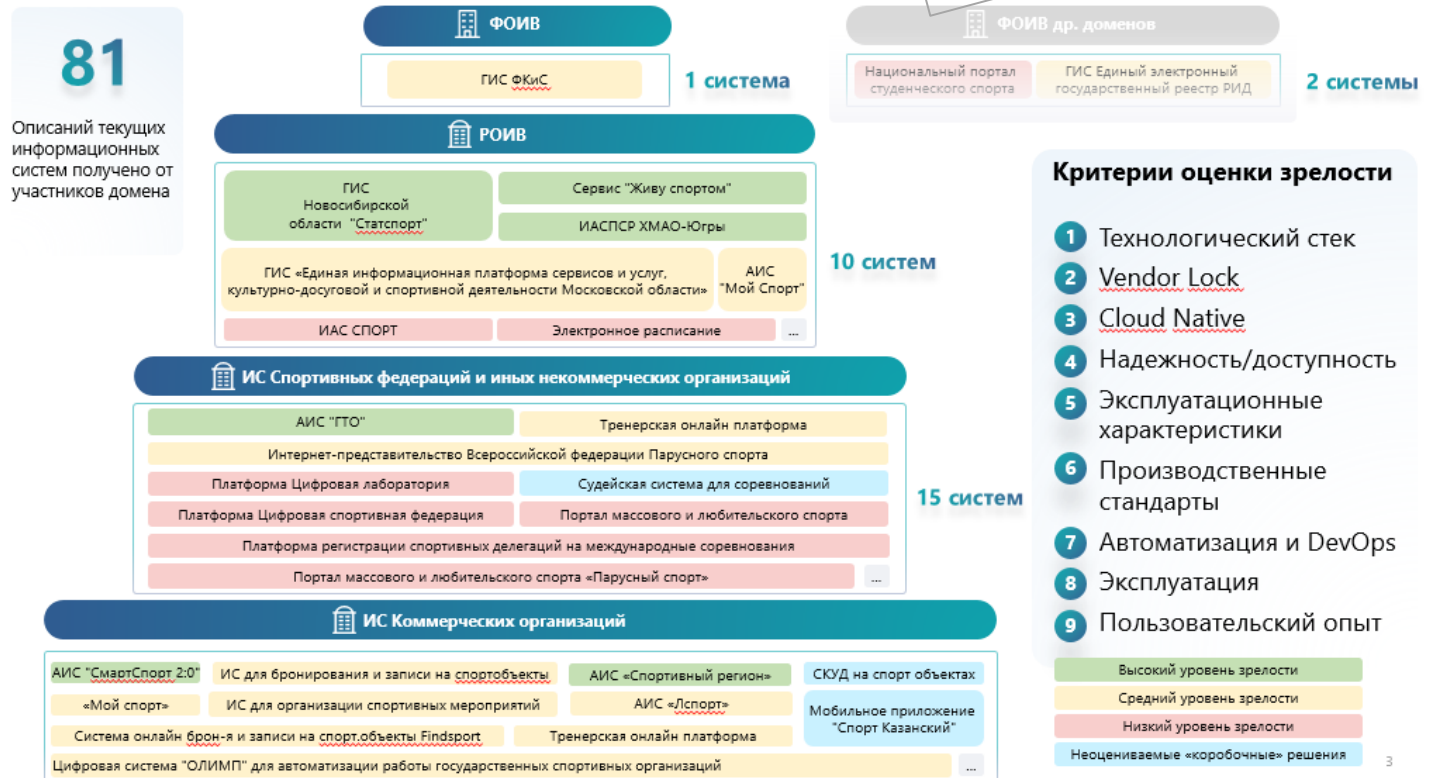 81
Описаний текущих
информационных
систем получено от
участников домена
ФОИВ
ГИС ФКиС
1 система
ФОИВ др. доменов
Национальный портал
студенческого спорта
ГИС Единый электронный
государственный реестр РИД
2 системы
РОИВ
ГИС
Новосибирской
области "Статспорт"
Сервис "Живу спортом"
ИАСПСР ХМАО-Югры
ГИС «Единая информационная платформа сервисов и услуг,
культурно-досуговой и спортивной деятельности Московской области»
АИС
"Мой Спорт"
ИАС СПОРТ
Электронное расписание
...
10 систем
ИС Спортивных федераций и иных некоммерческих организаций
АИС "ГТО"
Тренерская онлайн платформа
Интернет-представительство Всероссийской федерации Парусного спорта
Платформа Цифровая лаборатория
Судейская система для соревнований
Платформа Цифровая спортивная федерация
Портал массового и любительского спорта
Платформа регистрации спортивных делегаций на международные соревнования
Портал массового и любительского спорта «Парусный спорт»
...
15 систем
ИС Коммерческих организаций
АИС "СмартСпорт 2:0"
ИС для бронирования и записи на спортобъекты
АИС «Спортивный регион»
СКУД на спорт объектах
«Мой спорт»
ИС для организации спортивных мероприятий
АИС «Лспорт»
Мобильное приложение
"Спорт Казанский"
Система онлайн брон-я и записи на спорт.объекты Findsport
Тренерская онлайн платформа
Цифровая система "ОЛИМП" для автоматизации работы государственных спортивных организаций
...
Критерии оценки зрелости
1 Технологический стек
2 Vendor Lock
3 Cloud Native
4 Надежность/доступность
5 Эксплуатационные
характеристики
6 Производственные
стандарты
7 Автоматизация и DevOps
8 Эксплуатация
9 Пользовательский опыт
Высокий уровень зрелости
Средний уровень зрелости
Низкий уровень зрелости
Неоцениваемые «коробочные» решения
3